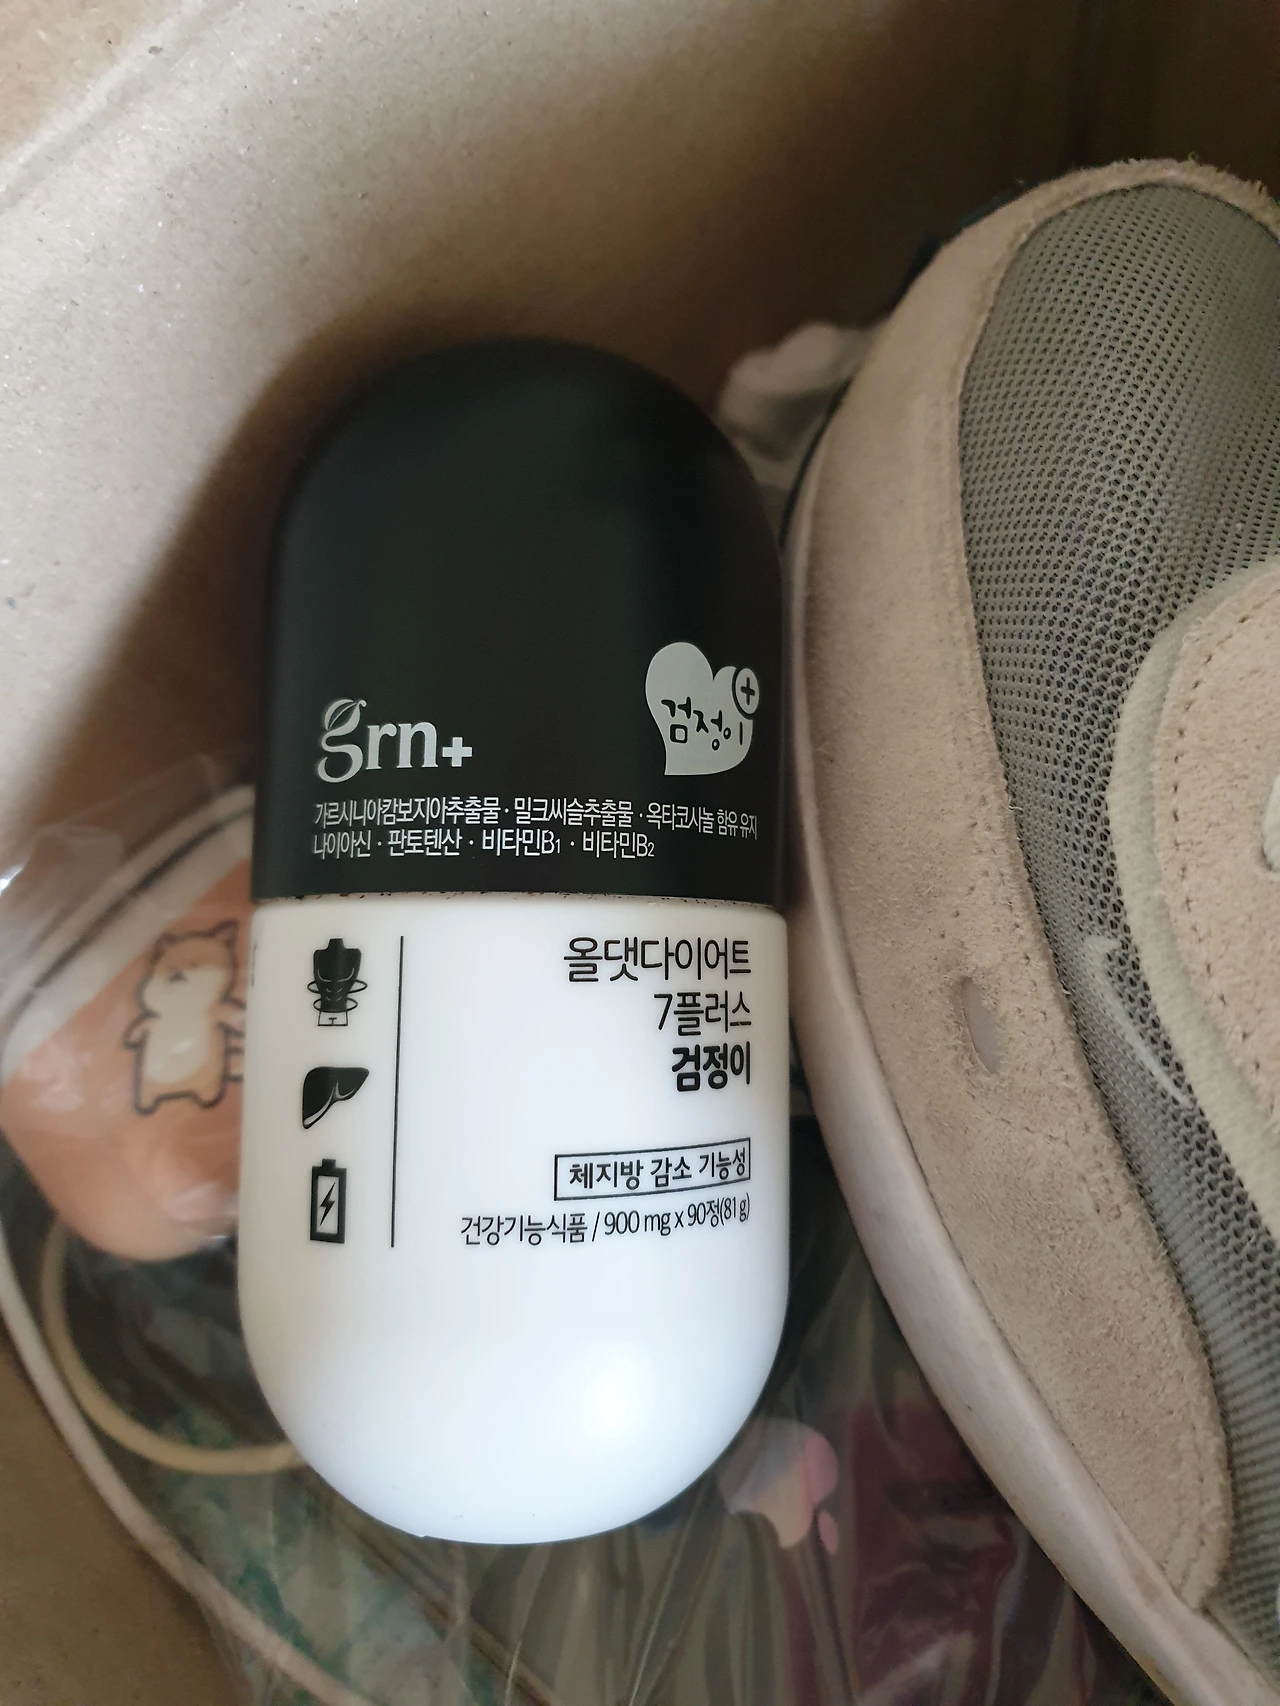 grn+
검정이
가르시니아캄보지아추출물 · 밀크씨슬추출물 · 옥타코사놀 함유 유지
나이아신 · 판토텐산 · 비타민B1 · 비타민B2
올댓다이어트
7플러스
검정이
체지방 감소 기능성
건강기능식품 / 900 mg x 90정(81 g)